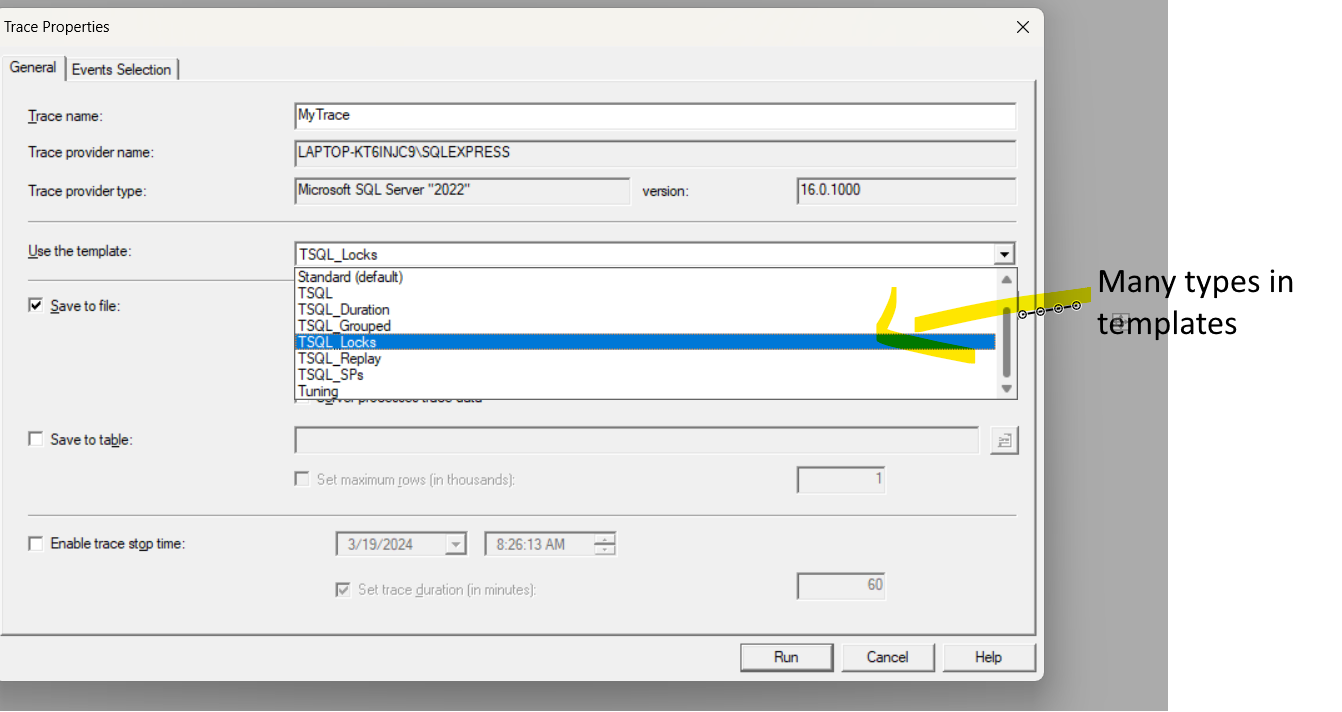 Trace Properties
General Events Selection
Trace name: MyTrace
Trace provider name: LAPTOP-KT6INJC9\SQLEXPRESS
Trace provider type: Microsoft SQL Server "2022" version: 16.0.1000
Use the template: TSQL_Locks
Standard (default)
TSQL
TSQL_Duration
Save to file:
TSQL_Grouped
TSQL_Locks
TSQL_Replay
TSQL_SPs
Tuning
Server processes trace data
Many types in
templates
Save to table:
Set maximum rows (in thousands): 1
Enable trace stop time: 3/19/2024 8:26:13 AM
Set trace duration (in minutes): 60
Run Cancel Help